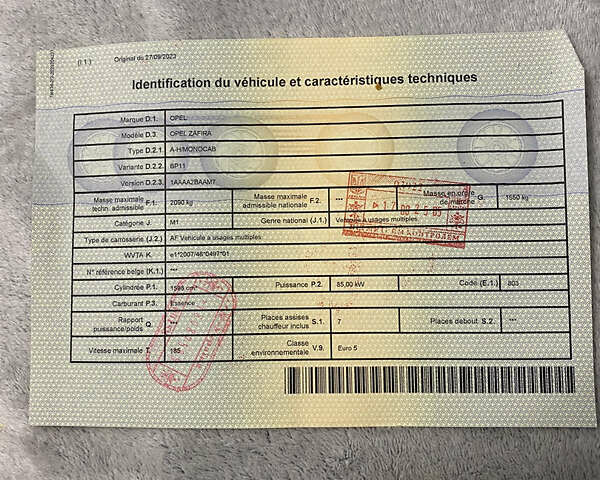 (I.1) Original du 27/09/2023
Identification du véhicule et caractéristiques techniques
Marque D.1. OPEL
Modèle D.3. OPEL ZAFIRA
Type D.2.1. A-H/MONOCAB
Variante D.2.2. BP11
Version D.2.3. 1AAAA2BAAM7
Masse maximale techn. admissible F.1. 2090 kg Masse maximale admissible nationale F.2. *** Masse en ordre de marche G. 1550 kg
Catégorie J. M1 Genre national (J.1.) Véhicule à usages multiples
Type de carrosserie (J.2.) AF Véhicule à usages multiples
WVTA K. e1*2007/46*0497*01
N° référence belge (K.1.) ***
Cylindrée P.1. 1598 cm³ Puissance P.2. 85,00 kW Code (E.1.) 803
Carburant P.3. Essence
Rapport puissance/poids Q. *** Places assises chauffeur inclus S.1. 7 Places debout S.2. ***
Vitesse maximale T. 185 Classe environnementale V.9. Euro 5